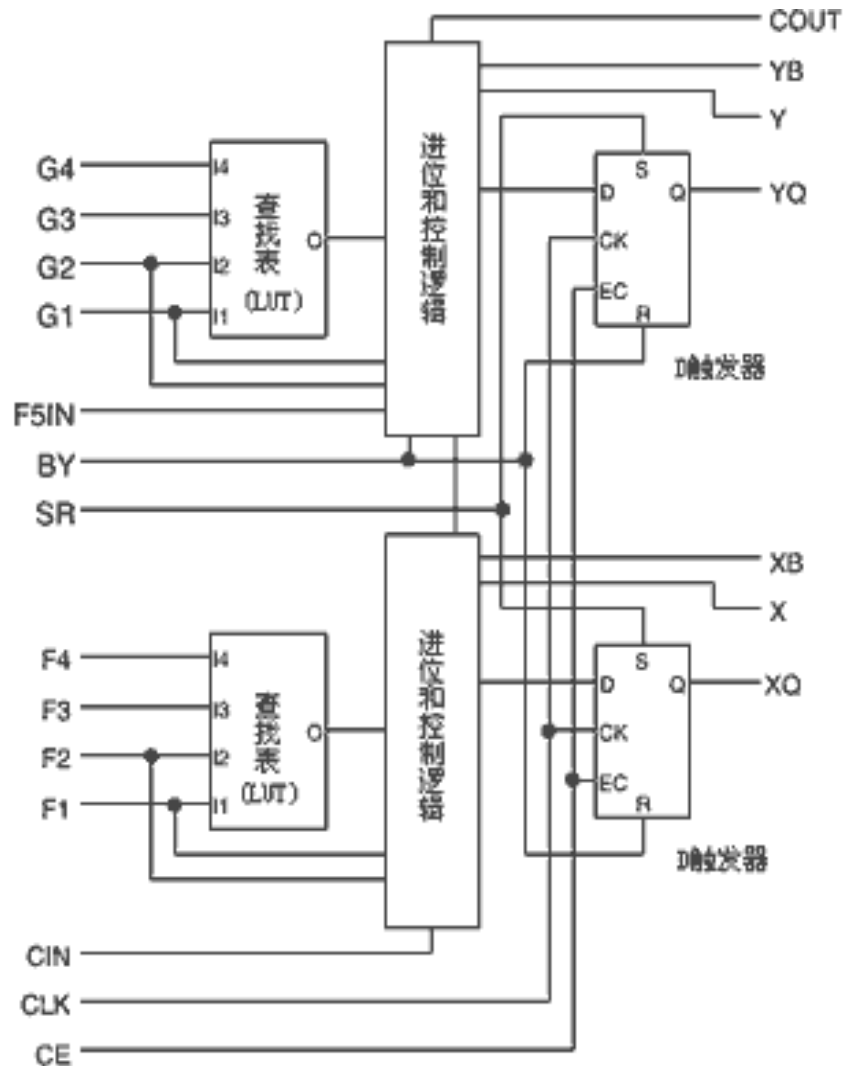 COUT
YB
Y
G4
G3
G2
G1
F5IN
BY
SR
I4
I3
I2
I1
查找表
(LUT)
O
进位和控制逻辑
S
D
Q
CK
EC
R
YQ
D触发器
XB
X
F4
F3
F2
F1
I4
I3
I2
I1
查找表
(LUT)
O
进位和控制逻辑
S
D
Q
CK
EC
R
XQ
D触发器
CIN
CLK
CE